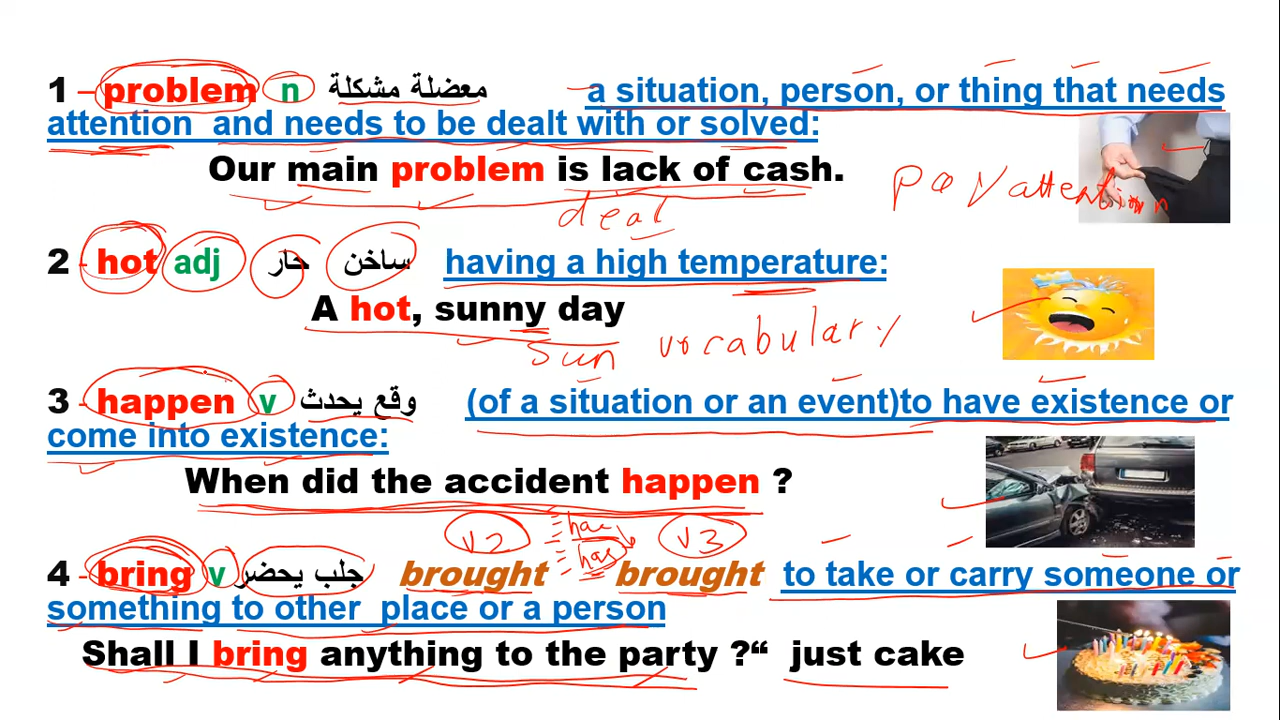 1 – problem n معضلة مشكلة a situation, person, or thing that needs
attention and needs to be dealt with or solved:
Our main problem is lack of cash.
pay attention
deal
2 - hot adj حار ساخن having a high temperature:
A hot, sunny day
sun vocabulary
3 - happen v وقع يحدث (of a situation or an event)to have existence or
come into existence:
When did the accident happen ?
v2 v3
4 - bring v جلب يحضر brought brought to take or carry someone or
something to other place or a person
Shall I bring anything to the party ?“ just cake